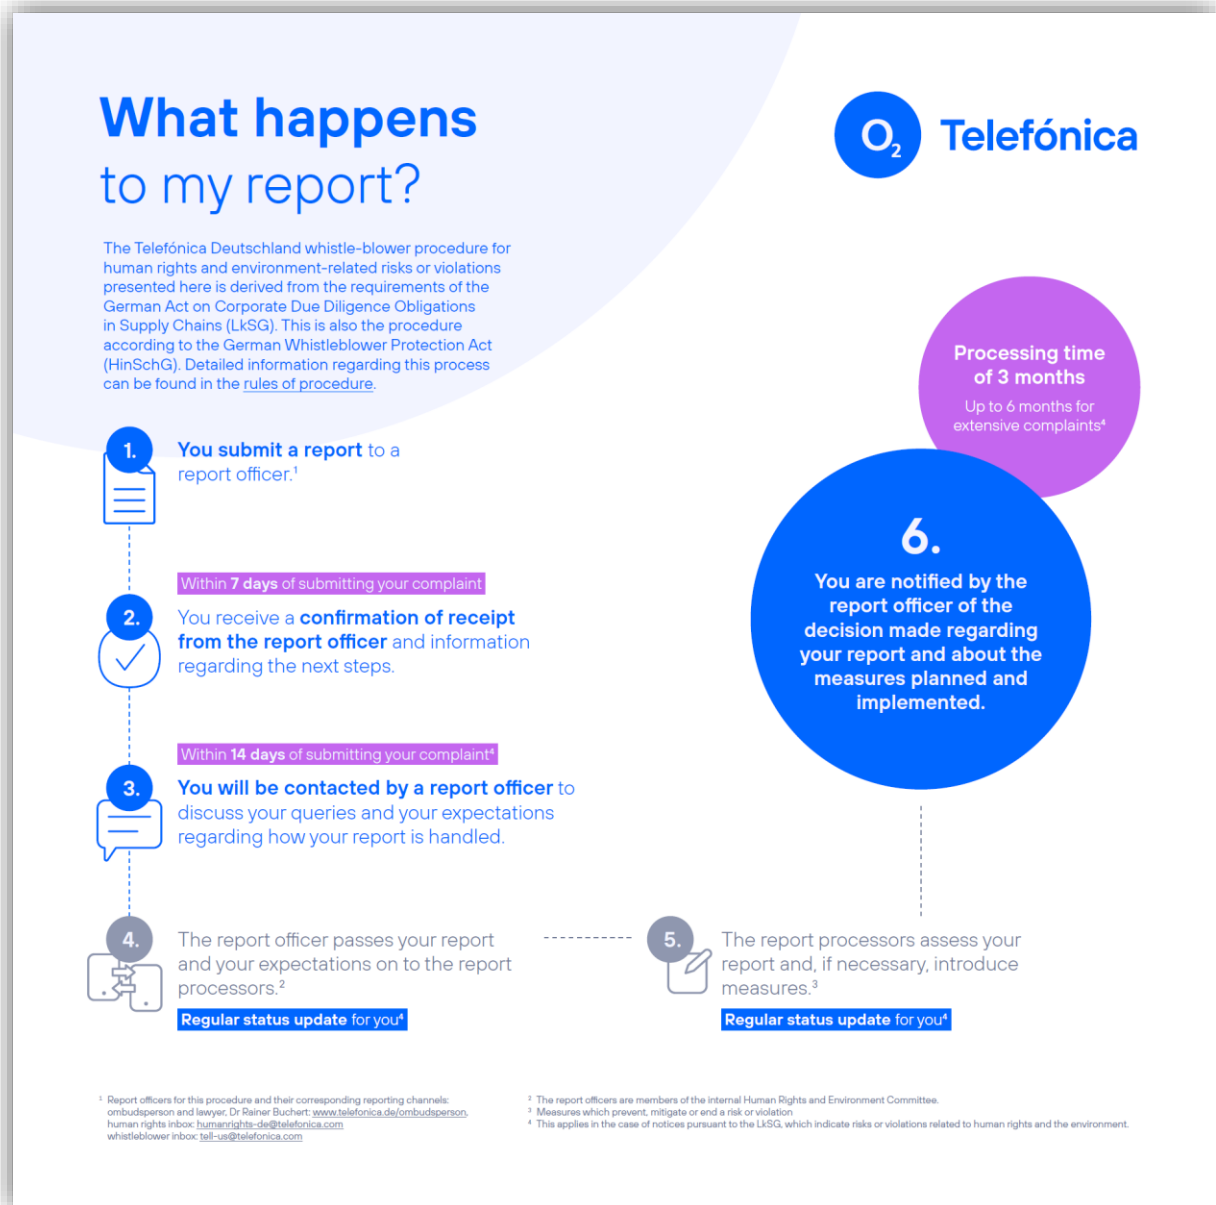 What happens
to my report?
O2 Telefónica
The Telefónica Deutschland whistle-blower procedure for
human rights and environment-related risks or violations
presented here is derived from the requirements of the
German Act on Corporate Due Diligence Obligations
in Supply Chains (LkSG). This is also the procedure
according to the German Whistleblower Protection Act
(HinSchG). Detailed information regarding this process
can be found in the rules of procedure.
1.
You submit a report to a
report officer.¹
Within 7 days of submitting your complaint
2.
You receive a confirmation of receipt
from the report officer and information
regarding the next steps.
Within 14 days of submitting your complaint⁴
3.
You will be contacted by a report officer to
discuss your queries and your expectations
regarding how your report is handled.
4.
The report officer passes your report
and your expectations on to the report
processors.²
Regular status update for you⁴
5.
The report processors assess your
report and, if necessary, introduce
measures.³
Regular status update for you⁴
Processing time
of 3 months
Up to 6 months for
extensive complaints⁴
6.
You are notified by the
report officer of the
decision made regarding
your report and about the
measures planned and
implemented.
¹ Report officers for this procedure and their corresponding reporting channels:
ombudsperson and lawyer, Dr Rainer Buchert: www.telefonica.de/ombudsperson,
human rights inbox: humanrights-de@telefonica.com
whistleblower inbox: tell-us@telefonica.com
² The report officers are members of the internal Human Rights and Environment Committee.
³ Measures which prevent, mitigate or end a risk or violation
⁴ This applies in the case of notices pursuant to the LkSG, which indicate risks or violations related to human rights and the environment.